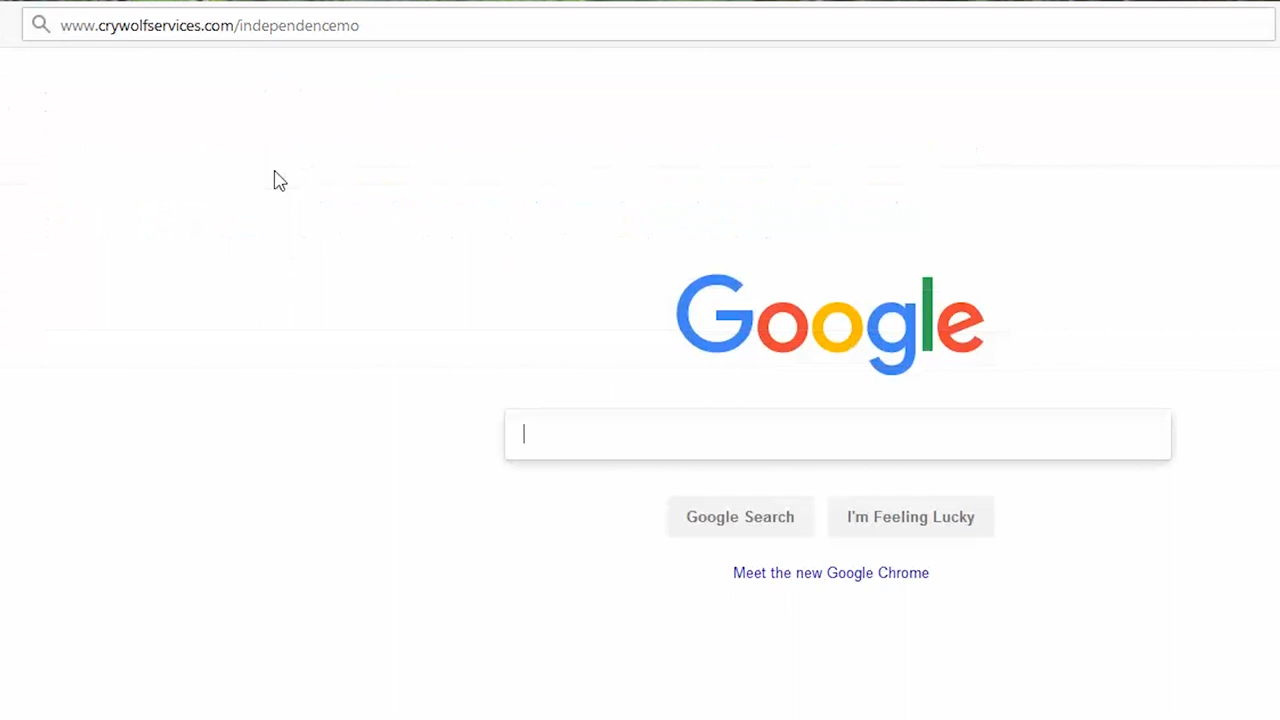 www.crywolfservices.com/independencemo
Google
Google Search I'm Feeling Lucky
Meet the new Google Chrome